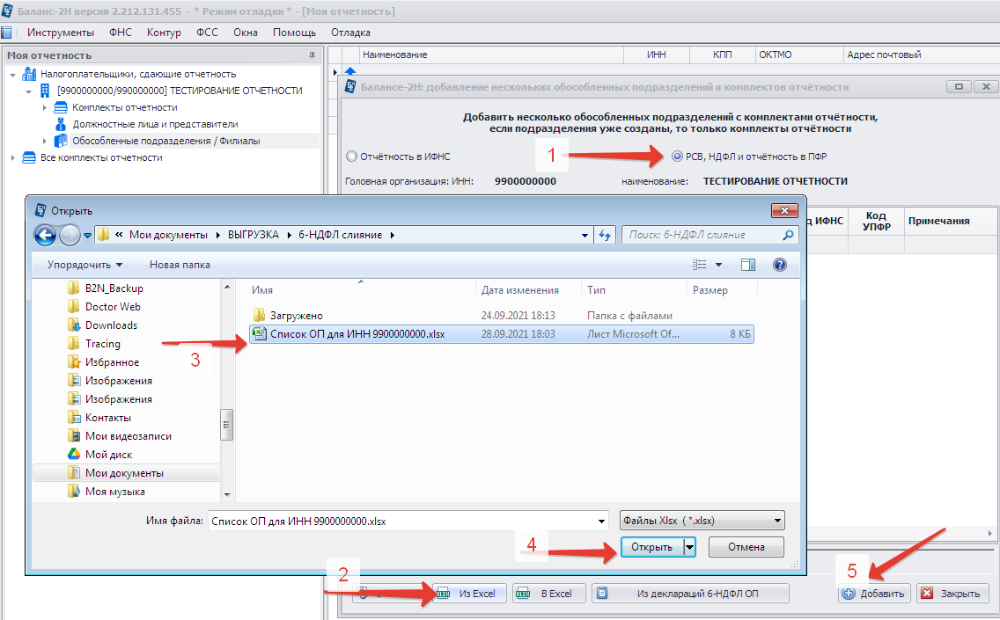 Баланс-2Н версия 2.212.131.455 - * Режим отладки * - [Моя отчетность]
Инструменты ФНС Контур ФСС Окна Помощь Отладка
Моя отчетность
Налогоплательщики, сдающие отчетность
[9900000000/990000000] ТЕСТИРОВАНИЕ ОТЧЕТНОСТИ
Комплекты отчетности
Должностные лица и представители
Обособленные подразделения / Филиалы
Все комплекты отчетности
Наименование ИНН КПП ОКТМО Адрес почтовый
Балансе-2Н: добавление нескольких обособленных подразделений и комплектов отчётности
Добавить несколько обособленных подразделений с комплектами отчётности,
если подразделения уже созданы, то только комплекты отчётности
Отчётность в ИФНС 1 РСВ, НДФЛ и отчётность в ПФР
Головная организация: ИНН: 9900000000 наименование: ТЕСТИРОВАНИЕ ОТЧЕТНОСТИ
ИФНС Код УПФР Примечания
Открыть
« Мои документы ВЫГРУЗКА 6-НДФЛ слияние
Поиск: 6-НДФЛ слияние
Упорядочить Новая папка
B2N_Backup
Doctor Web
Downloads
Tracing
Избранное
Изображения
Изображения
Контакты
Мои видеозаписи
Мой диск
Мои документы
Моя музыка
Имя Дата изменения Тип Размер
Загружено 24.09.2021 18:13 Папка с файлами
Список ОП для ИНН 9900000000.xlsx 28.09.2021 18:03 Лист Microsoft Of... 8 КБ
3
Имя файла: Список ОП для ИНН 9900000000.xlsx Файлы Xlsx ( *.xlsx)
4 Открыть Отмена
2 5
Из Excel В Excel Из деклараций 6-НДФЛ ОП Добавить Закрыть